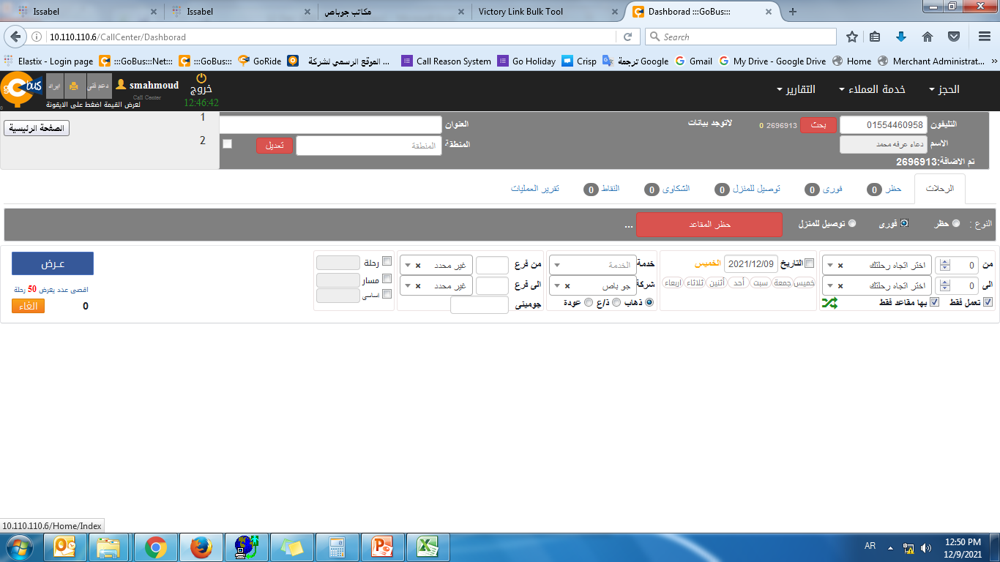 Issabel
Issabel
مكاتب جوباص
Victory Link Bulk Tool
Dashborad :::GoBus:::
10.110.110.6/CallCenter/Dashborad
Search
Elastix - Login page
:::GoBus:::Net:::
:::GoBus:::
GoRide
الموقع الرسمي لشركة ...
Call Reason System
Go Holiday
Crisp
ترجمة Google
Gmail
My Drive - Google Drive
Home
Merchant Administrat...
الحجز
خدمة العملاء
التقارير
خروج
12:46:42
smahmoud
Call Center
دعم فنى
ايراد
لعرض القيمة اضغط على الايقونة
go bus
0
التليفون
01554460958
بحث
2696913 0
لاتوجد بيانات
العنوان
1
الصفحة الرئيسية
الاسم
دعاء عرفه محمد
المنطقة
المنطقة
تعديل
2
تم الاضافة:2696913
الرحلات
حظر 0
فورى 0
توصيل للمنزل 0
الشكاوى 0
النقاط 0
تقرير العمليات
النوع :
حظر
فورى
توصيل للمنزل
حظر المقاعد
...
من
0
اختر اتجاه رحلتك
التاريخ
2021/12/09
الخميس
خدمة
الخدمة
من فرع
غير محدد
رحلة
عـرض
الى
0
اختر اتجاه رحلتك
خميس
جمعة
سبت
أحد
أثنين
ثلاثاء
أربعاء
شركة
جو باص
الى فرع
غير محدد
مسار
اقصى عدد يعرض 50 رحلة
تعمل فقط
بها مقاعد فقط
ذهاب
ذ/ع
عودة
جومينى
اساسى
0
الغاء
10.110.110.6/Home/Index
AR
12:50 PM
12/9/2021